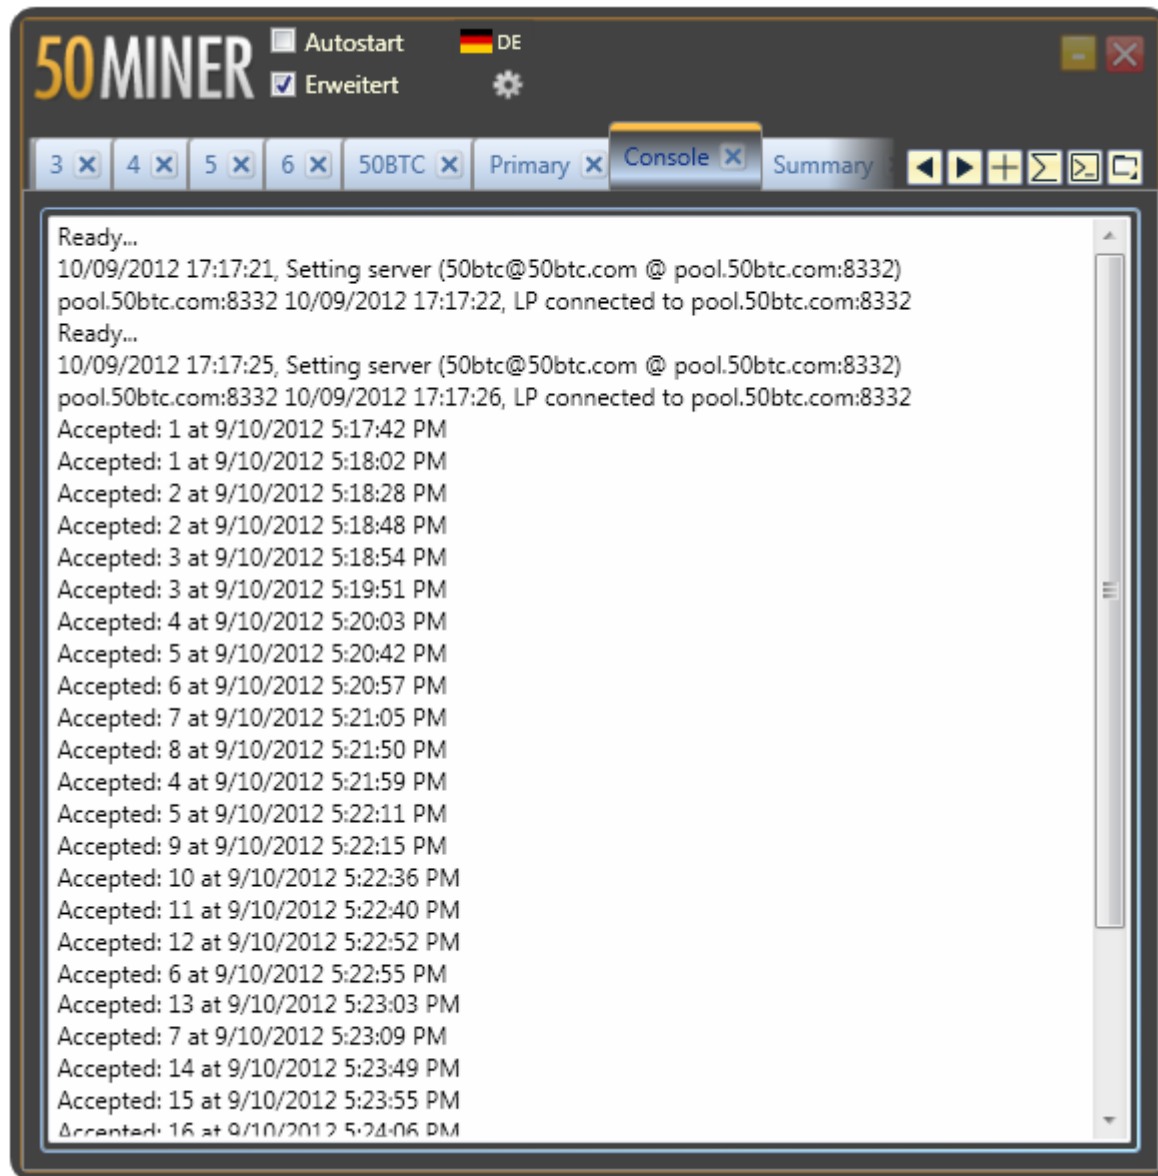 50MINER
Autostart
DE
Erweitert
3
4
5
6
50BTC
Primary
Console
Summary
Ready...
10/09/2012 17:17:21, Setting server (50btc@50btc.com @ pool.50btc.com:8332)
pool.50btc.com:8332 10/09/2012 17:17:22, LP connected to pool.50btc.com:8332
Ready...
10/09/2012 17:17:25, Setting server (50btc@50btc.com @ pool.50btc.com:8332)
pool.50btc.com:8332 10/09/2012 17:17:26, LP connected to pool.50btc.com:8332
Accepted: 1 at 9/10/2012 5:17:42 PM
Accepted: 1 at 9/10/2012 5:18:02 PM
Accepted: 2 at 9/10/2012 5:18:28 PM
Accepted: 2 at 9/10/2012 5:18:48 PM
Accepted: 3 at 9/10/2012 5:18:54 PM
Accepted: 3 at 9/10/2012 5:19:51 PM
Accepted: 4 at 9/10/2012 5:20:03 PM
Accepted: 5 at 9/10/2012 5:20:42 PM
Accepted: 6 at 9/10/2012 5:20:57 PM
Accepted: 7 at 9/10/2012 5:21:05 PM
Accepted: 8 at 9/10/2012 5:21:50 PM
Accepted: 4 at 9/10/2012 5:21:59 PM
Accepted: 5 at 9/10/2012 5:22:11 PM
Accepted: 9 at 9/10/2012 5:22:15 PM
Accepted: 10 at 9/10/2012 5:22:36 PM
Accepted: 11 at 9/10/2012 5:22:40 PM
Accepted: 12 at 9/10/2012 5:22:52 PM
Accepted: 6 at 9/10/2012 5:22:55 PM
Accepted: 13 at 9/10/2012 5:23:03 PM
Accepted: 7 at 9/10/2012 5:23:09 PM
Accepted: 14 at 9/10/2012 5:23:49 PM
Accepted: 15 at 9/10/2012 5:23:55 PM
Accepted: 16 at 9/10/2012 5:24:06 PM